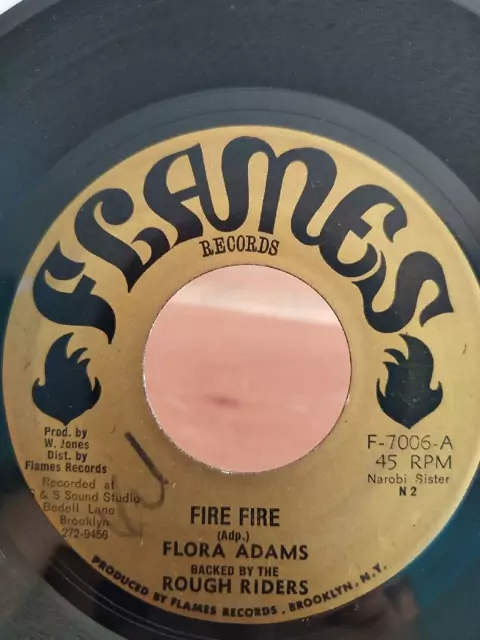 FLAMES
RECORDS
Prod. by
W. Jones
Dist. by
Flames Records
Recorded at
& S Sound Studio
Bedell Lane
Brooklyn
272-9456
F-7006-A
45 RPM
Narobi Sister
N 2
FIRE FIRE
(Adp.)
FLORA ADAMS
BACKED BY THE
ROUGH RIDERS
PRODUCED BY FLAMES RECORDS, BROOKLYN, N.Y.